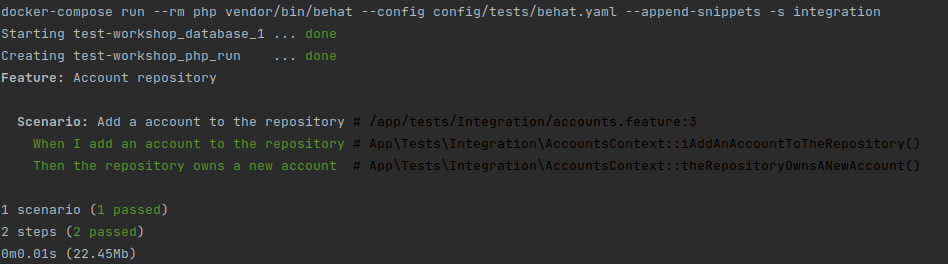 docker-compose run --rm php vendor/bin/behat --config config/tests/behat.yaml --append-snippets -s integration
Starting test-workshop_database_1 ... done
Creating test-workshop_php_run    ... done
Feature: Account repository
Scenario: Add a account to the repository # /app/tests/Integration/accounts.feature:3
When I add an account to the repository # App\Tests\Integration\AccountsContext::iAddAnAccountToTheRepository()
Then the repository owns a new account  # App\Tests\Integration\AccountsContext::theRepositoryOwnsANewAccount()
1 scenario (1 passed)
2 steps (2 passed)
0m0.01s (22.45Mb)